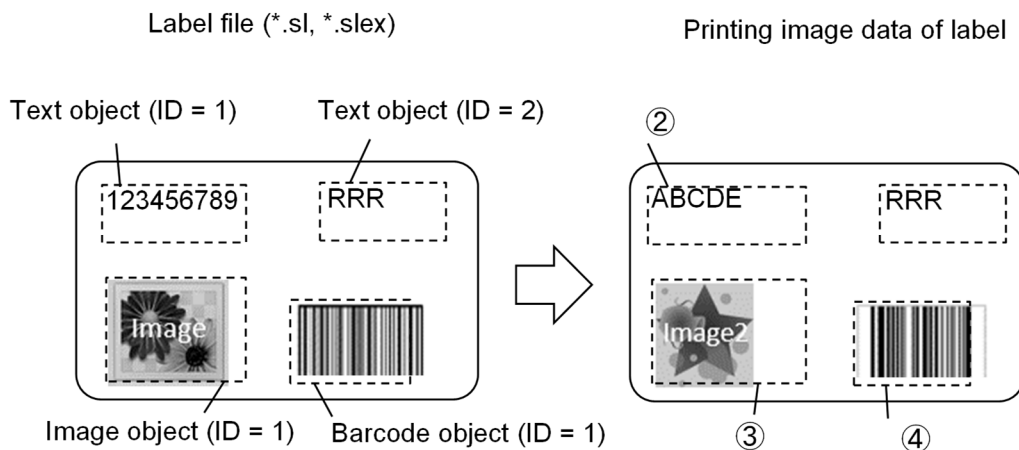 Label file (*.sl, *.slex)
Printing image data of label
Text object (ID = 1)
Text object (ID = 2)
②
123456789
RRR
ABCDE
RRR
Image
Image2
Image object (ID = 1)
Barcode object (ID = 1)
③
④